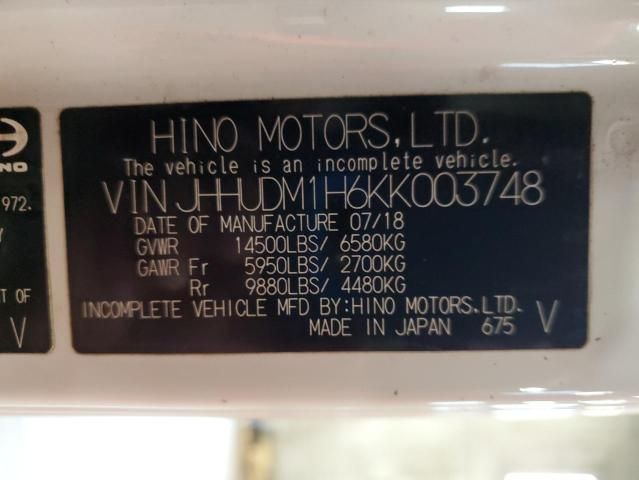 HINO MOTORS,LTD.
The vehicle is an incomplete vehicle.
VIN JHHUDM1H6KK003748
DATE OF MANUFACTURE 07/18
GVWR 14500LBS/ 6580KG
GAWR Fr 5950LBS/ 2700KG
Rr 9880LBS/ 4480KG
INCOMPLETE VEHICLE MFD BY:HINO MOTORS,LTD.
MADE IN JAPAN 675 V
972.
OF
V